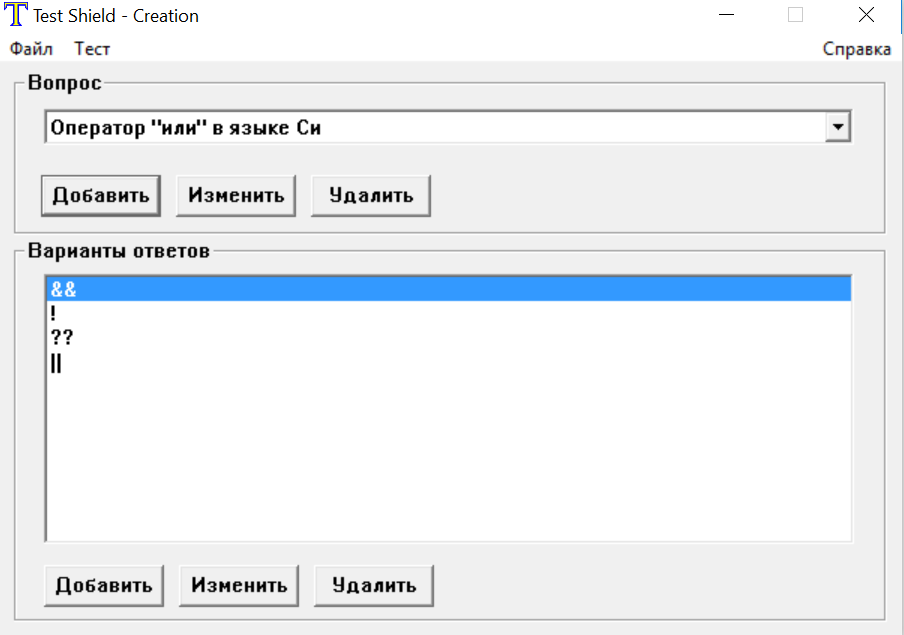 Test Shield - Creation
Файл Тест Справка
Вопрос
Оператор "или" в языке Си
Добавить Изменить Удалить
Варианты ответов
&&
!
??
||
Добавить Изменить Удалить